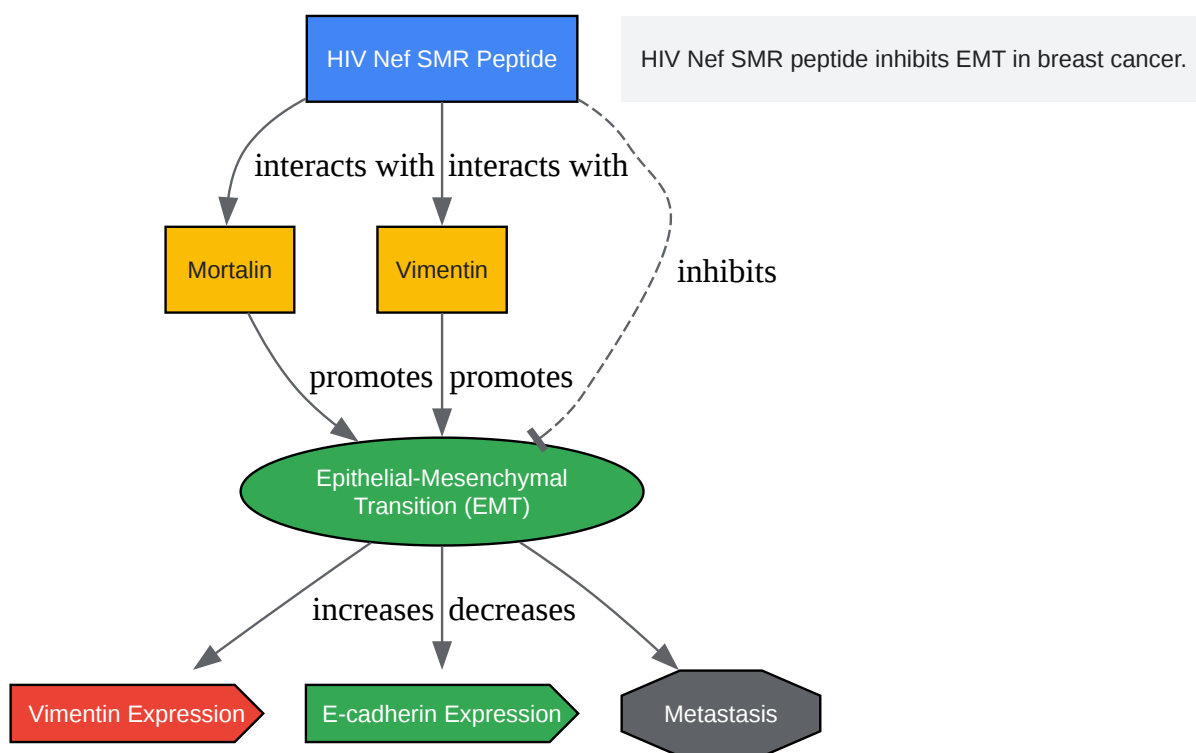 HIV Nef SMR Peptide
HIV Nef SMR peptide inhibits EMT in breast cancer.
interacts with
interacts with
Mortalin
Vimentin
inhibits
promotes
promotes
Epithelial-Mesenchymal
Transition (EMT)
increases
decreases
Vimentin Expression
E-cadherin Expression
Metastasis